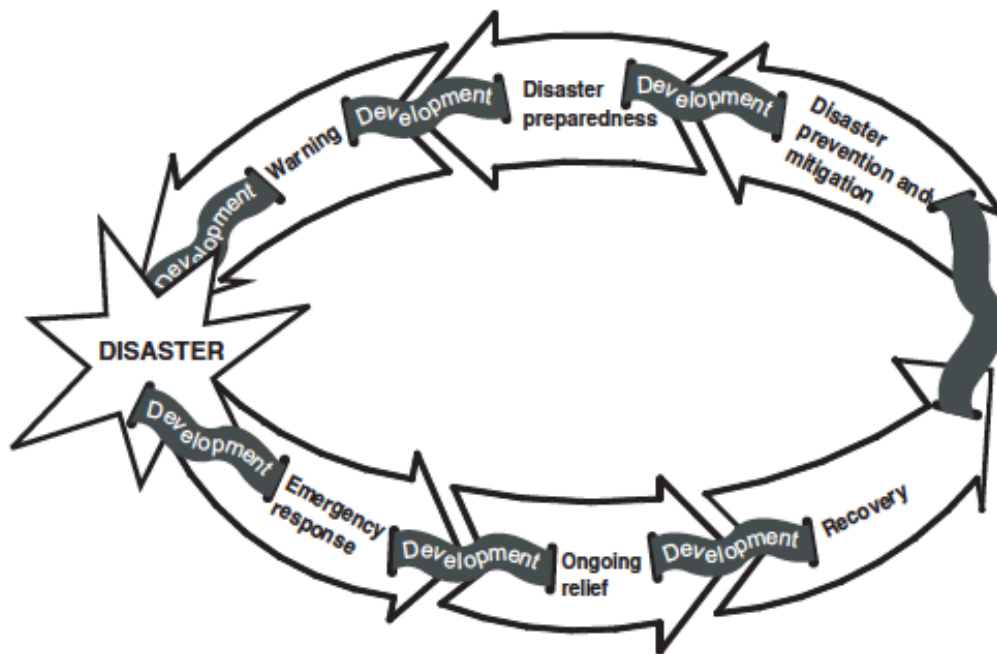 Development
Disaster
preparedness
Development
Disaster
prevention and
mitigation
Warning
Development
DISASTER
Development
Emergency
response
Development
Ongoing
relief
Development
Recovery